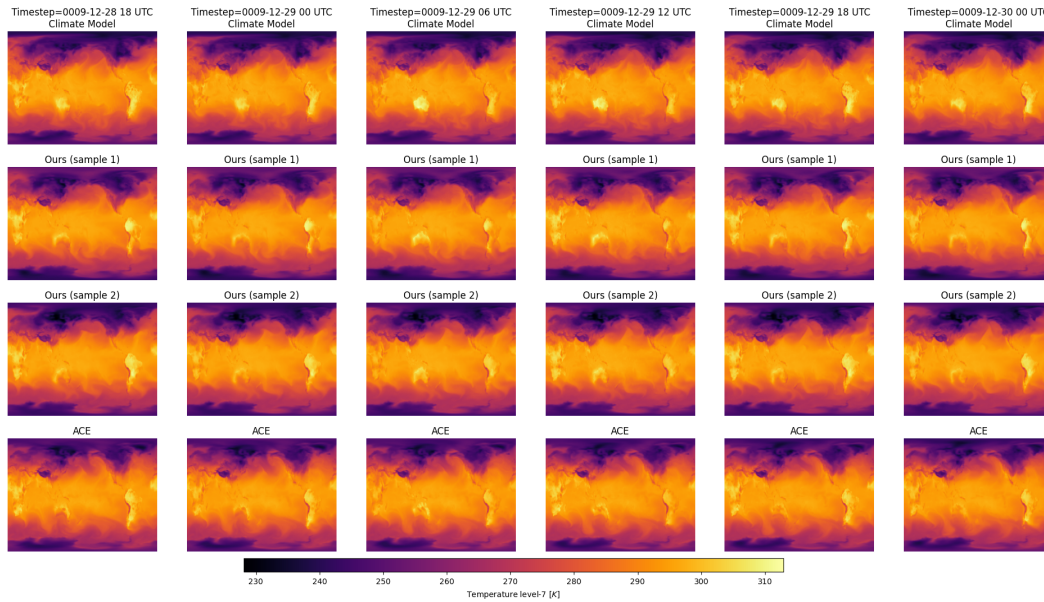 Timestep=0009-12-28 18 UTC Timestep=0009-12-29 00 UTC Timestep=0009-12-29 06 UTC Timestep=0009-12-29 12 UTC Timestep=0009-12-29 18 UTC Timestep=0009-12-30 00 UTC
Climate Model Climate Model Climate Model Climate Model Climate Model Climate Model
Ours (sample 1) Ours (sample 1) Ours (sample 1) Ours (sample 1) Ours (sample 1) Ours (sample 1)
Ours (sample 2) Ours (sample 2) Ours (sample 2) Ours (sample 2) Ours (sample 2) Ours (sample 2)
ACE ACE ACE ACE ACE ACE
230 240 250 260 270 280 290 300 310
Temperature level-7 [K]